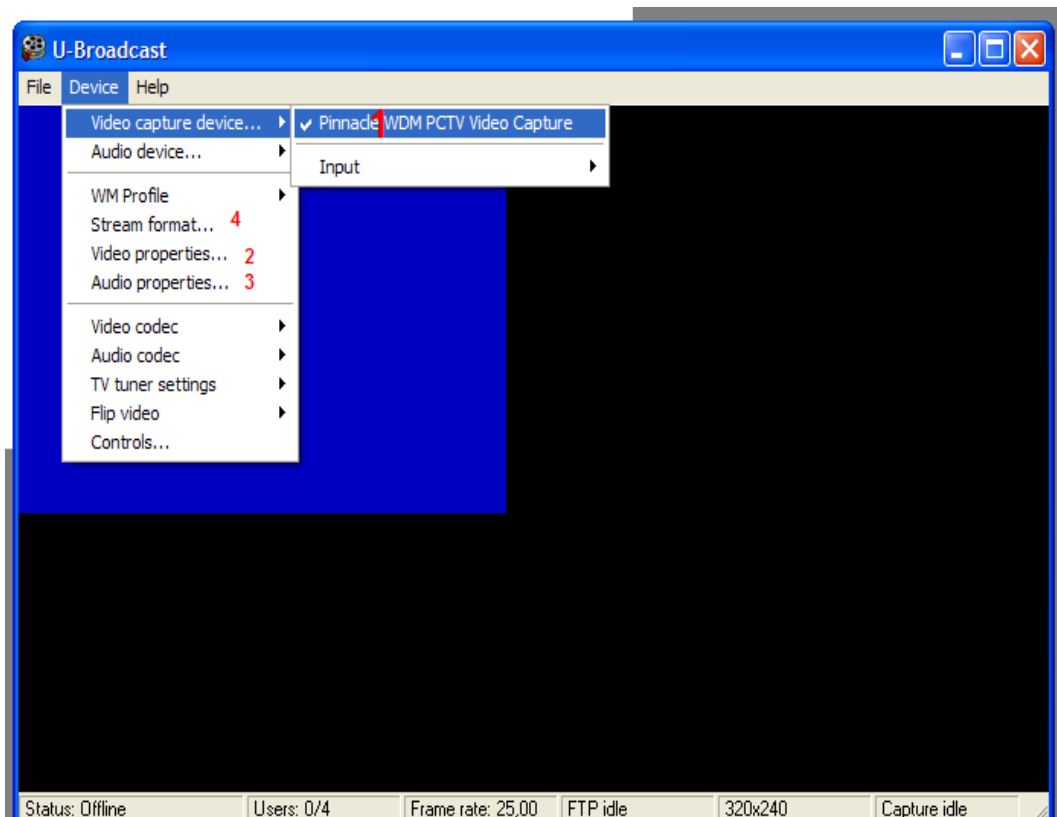 U-Broadcast
File Device Help
Video capture device...
Pinnacle WDM PCTV Video Capture
1
Audio device...
Input
WM Profile
Stream format... 4
Video properties... 2
Audio properties... 3
Video codec
Audio codec
TV tuner settings
Flip video
Controls...
Status: Offline Users: 0/4 Frame rate: 25,00 FTP idle 320x240 Capture idle